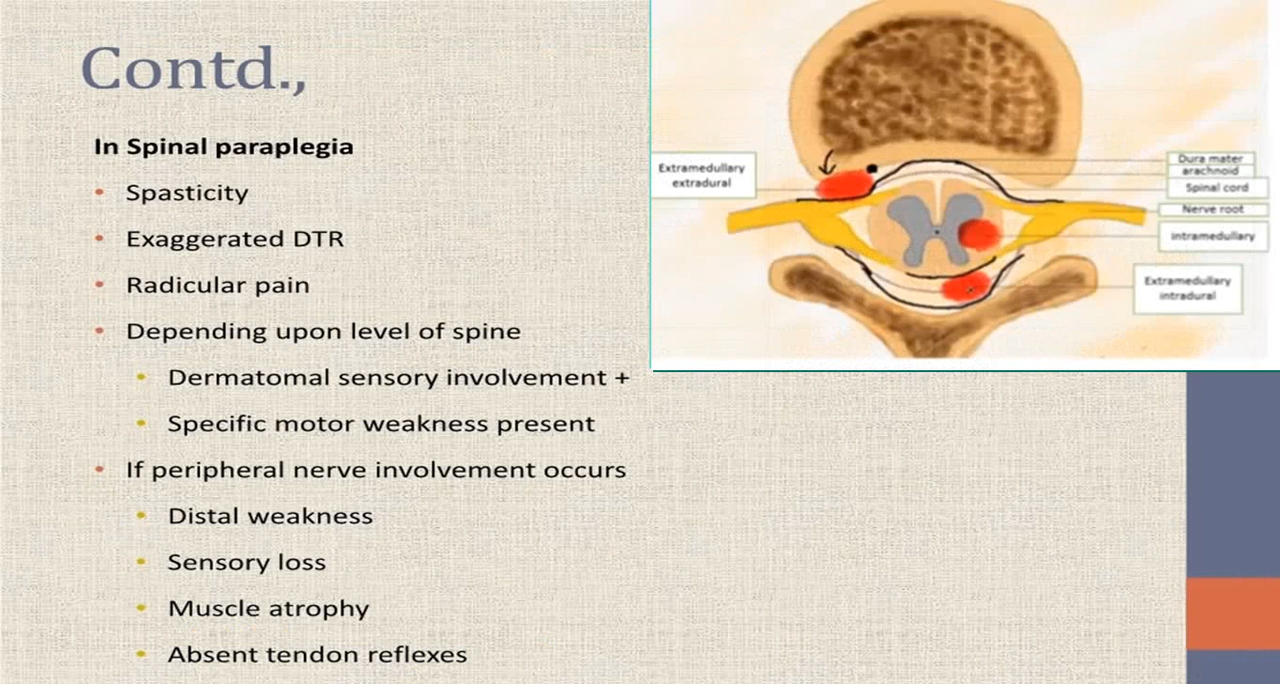 Contd.,
In Spinal paraplegia
• Spasticity
• Exaggerated DTR
• Radicular pain
• Depending upon level of spine
• Dermatomal sensory involvement +
• Specific motor weakness present
• If peripheral nerve involvement occurs
• Distal weakness
• Sensory loss
• Muscle atrophy
• Absent tendon reflexes
Extramedullary
extradural
Dura mater
arachnoid
Spinal cord
Nerve root
intramedullary
Extramedullary
intradural